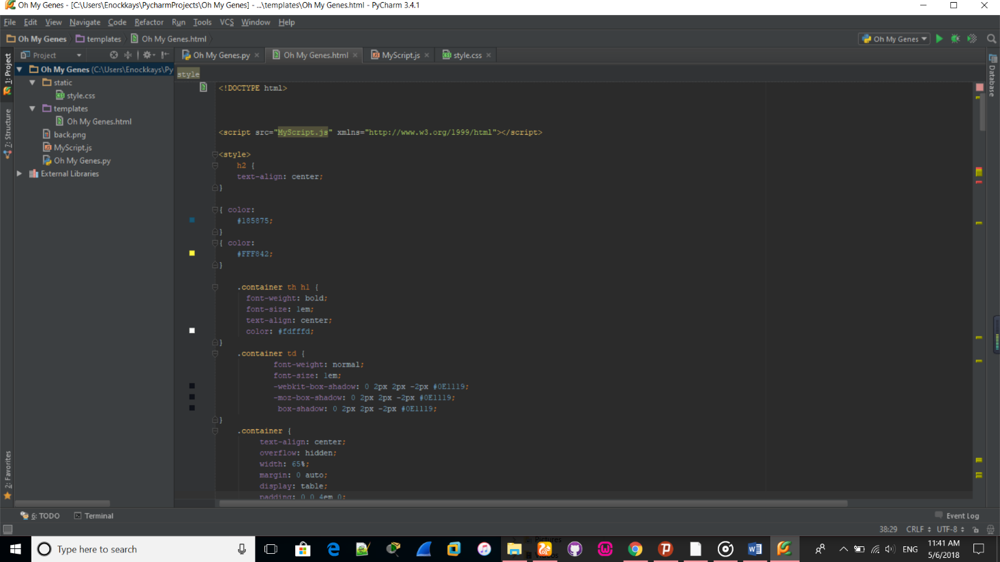 Oh My Genes - [C:\Users\Enockkays\PycharmProjects\Oh My Genes] - ...\templates\Oh My Genes.html - PyCharm 3.4.1
File Edit View Navigate Code Refactor Run Tools VCS Window Help
Oh My Genes templates Oh My Genes.html Oh My Genes
Project Oh My Genes.py Oh My Genes.html MyScript.js style.css
1: Project
7: Structure
2: Favorites
Database
Oh My Genes (C:\Users\Enockkays\Py
static
style.css
templates
Oh My Genes.html
back.png
MyScript.js
Oh My Genes.py
External Libraries
style
<!DOCTYPE html>
<script src="MyScript.js" xmlns="http://www.w3.org/1999/html"></script>
<style>
h2 {
text-align: center;
}
{ color:
#185875;
}
{ color:
#FFF842;
}
.container th h1 {
font-weight: bold;
font-size: 1em;
text-align: center;
color: #fdfffd;
}
.container td {
font-weight: normal;
font-size: 1em;
-webkit-box-shadow: 0 2px 2px -2px #0E1119;
-moz-box-shadow: 0 2px 2px -2px #0E1119;
box-shadow: 0 2px 2px -2px #0E1119;
}
.container {
text-align: center;
overflow: hidden;
width: 65%;
margin: 0 auto;
display: table;
padding: 0 0 4em 0;
6: TODO Terminal Event Log
38:29 CRLF UTF-8
Type here to search
Pictures
ENG
11:41 AM
5/6/2018